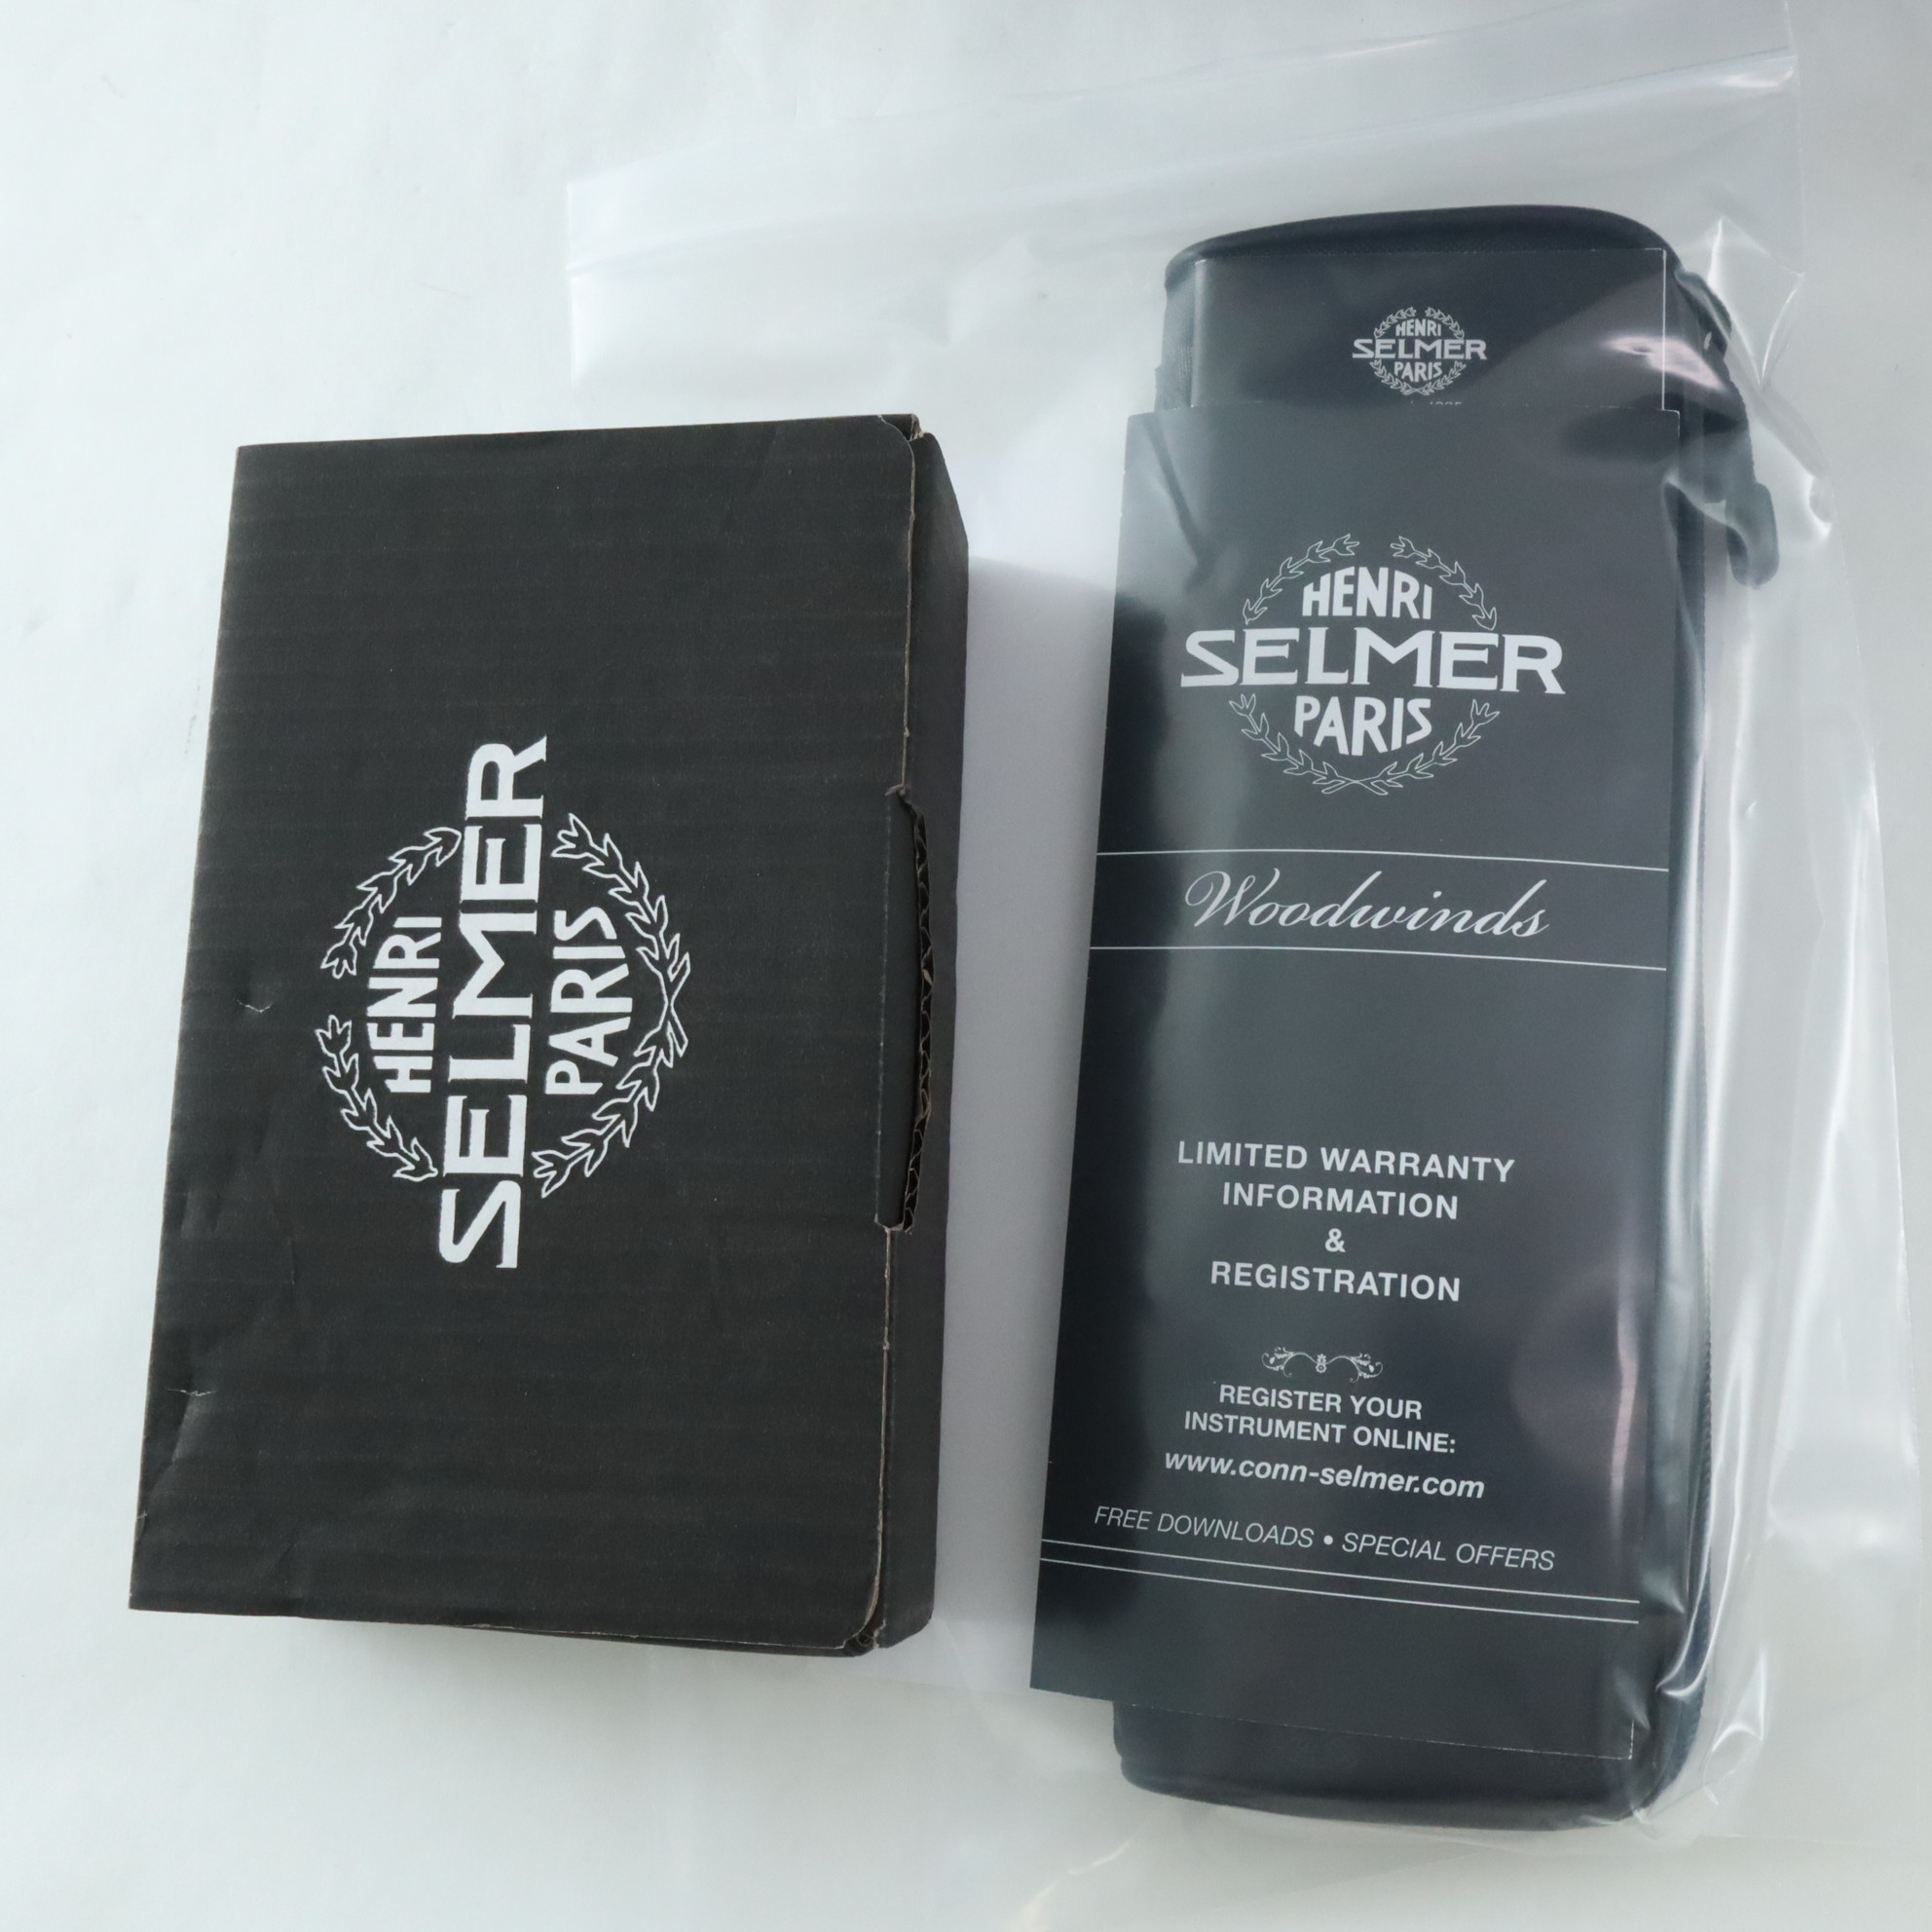 HENRI
SELMER
PARIS
HENRI
SELMER
PARIS
HENRI
SELMER
PARIS
Woodwinds
LIMITED WARRANTY
INFORMATION
&
REGISTRATION
REGISTER YOUR
INSTRUMENT ONLINE:
www.conn-selmer.com
FREE DOWNLOADS • SPECIAL OFFERS